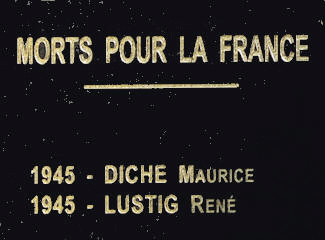 MORTS POUR LA FRANCE
1945 - DICHE MAURICE
1945 - LUSTIG RENÉ